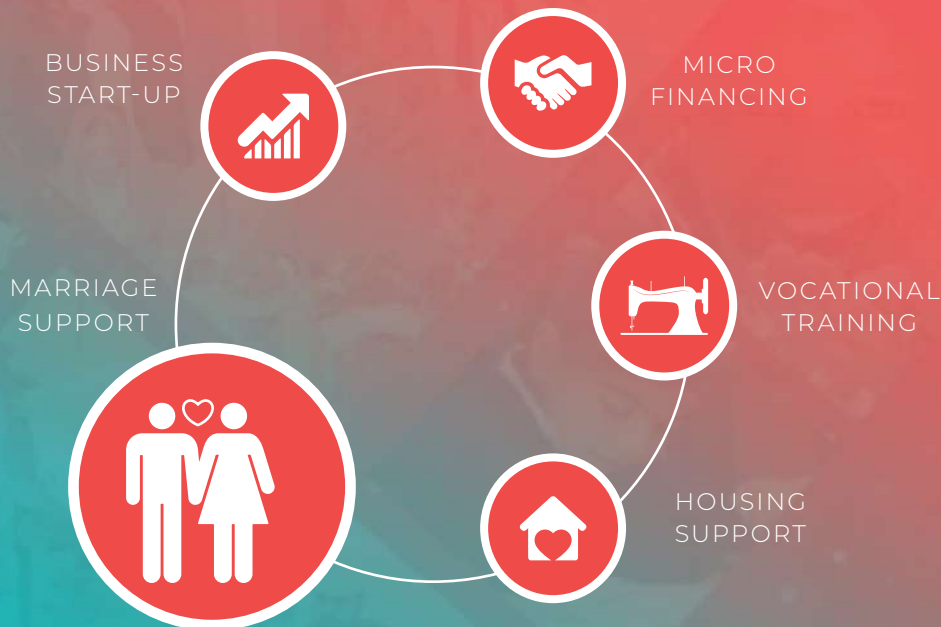 BUSINESS
START-UP
MICRO
FINANCING
MARRIAGE
SUPPORT
VOCATIONAL
TRAINING
HOUSING
SUPPORT